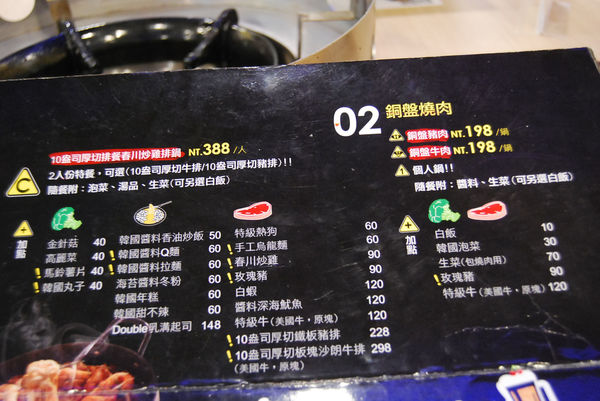 10盎司厚切排餐春川炒雞排鍋 NT.388/人
2人份特餐，可選(10盎司厚切牛排/10盎司厚切豬排)!!
隨餐附：泡菜、湯品、生菜(可另選白飯)
C
加點
金針菇 40
高麗菜 40
!馬鈴薯片 40
!韓國丸子 40
韓國醬料香油炒飯 50
!韓國醬料Q麵 60
!韓國醬料拉麵 60
海苔醬料冬粉 60
韓國年糕 60
韓國甜不辣 60
Double乳溝起司 148
特級熱狗 60
!手工烏龍麵 60
!春川炒雞 90
!玫瑰豬 90
白蝦 120
醬料深海魷魚 120
特級牛(美國牛，原塊) 120
!10盎司厚切鐵板豬排 228
!10盎司厚切板塊沙朗牛排 298
(美國牛，原塊)
02 銅盤燒肉
銅盤豬肉 NT.198/鍋
銅盤牛肉 NT.198/鍋
! 個人鍋!!
隨餐附：醬料、生菜(可另選白飯)
加點
白飯 10
韓國泡菜 30
生菜(包燒肉用) 70
!玫瑰豬 90
特級牛(美國牛，原塊) 120